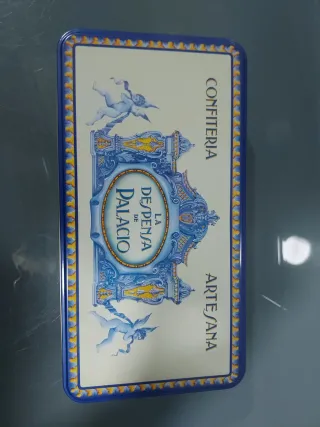 CONFITERIA ARTESANA
LA
DESPENSA
DE
PALACIO